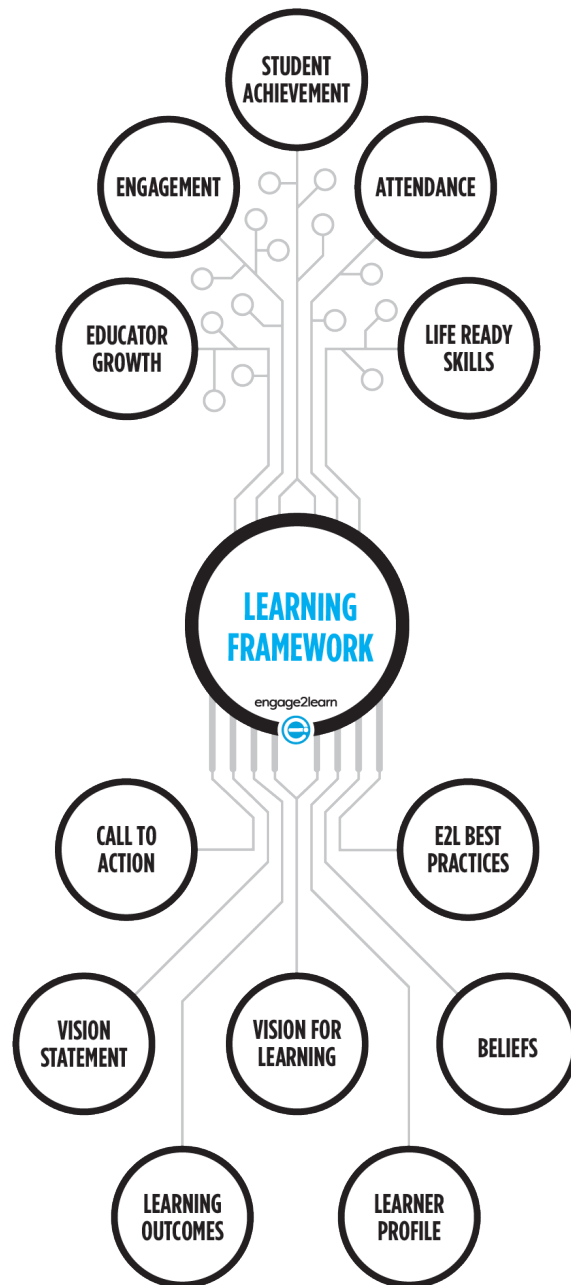 STUDENT
ACHIEVEMENT
ENGAGEMENT
ATTENDANCE
EDUCATOR
GROWTH
LIFE READY
SKILLS
LEARNING
FRAMEWORK
engage2learn
e
CALL TO
ACTION
E2L BEST
PRACTICES
VISION
STATEMENT
VISION FOR
LEARNING
BELIEFS
LEARNING
OUTCOMES
LEARNER
PROFILE